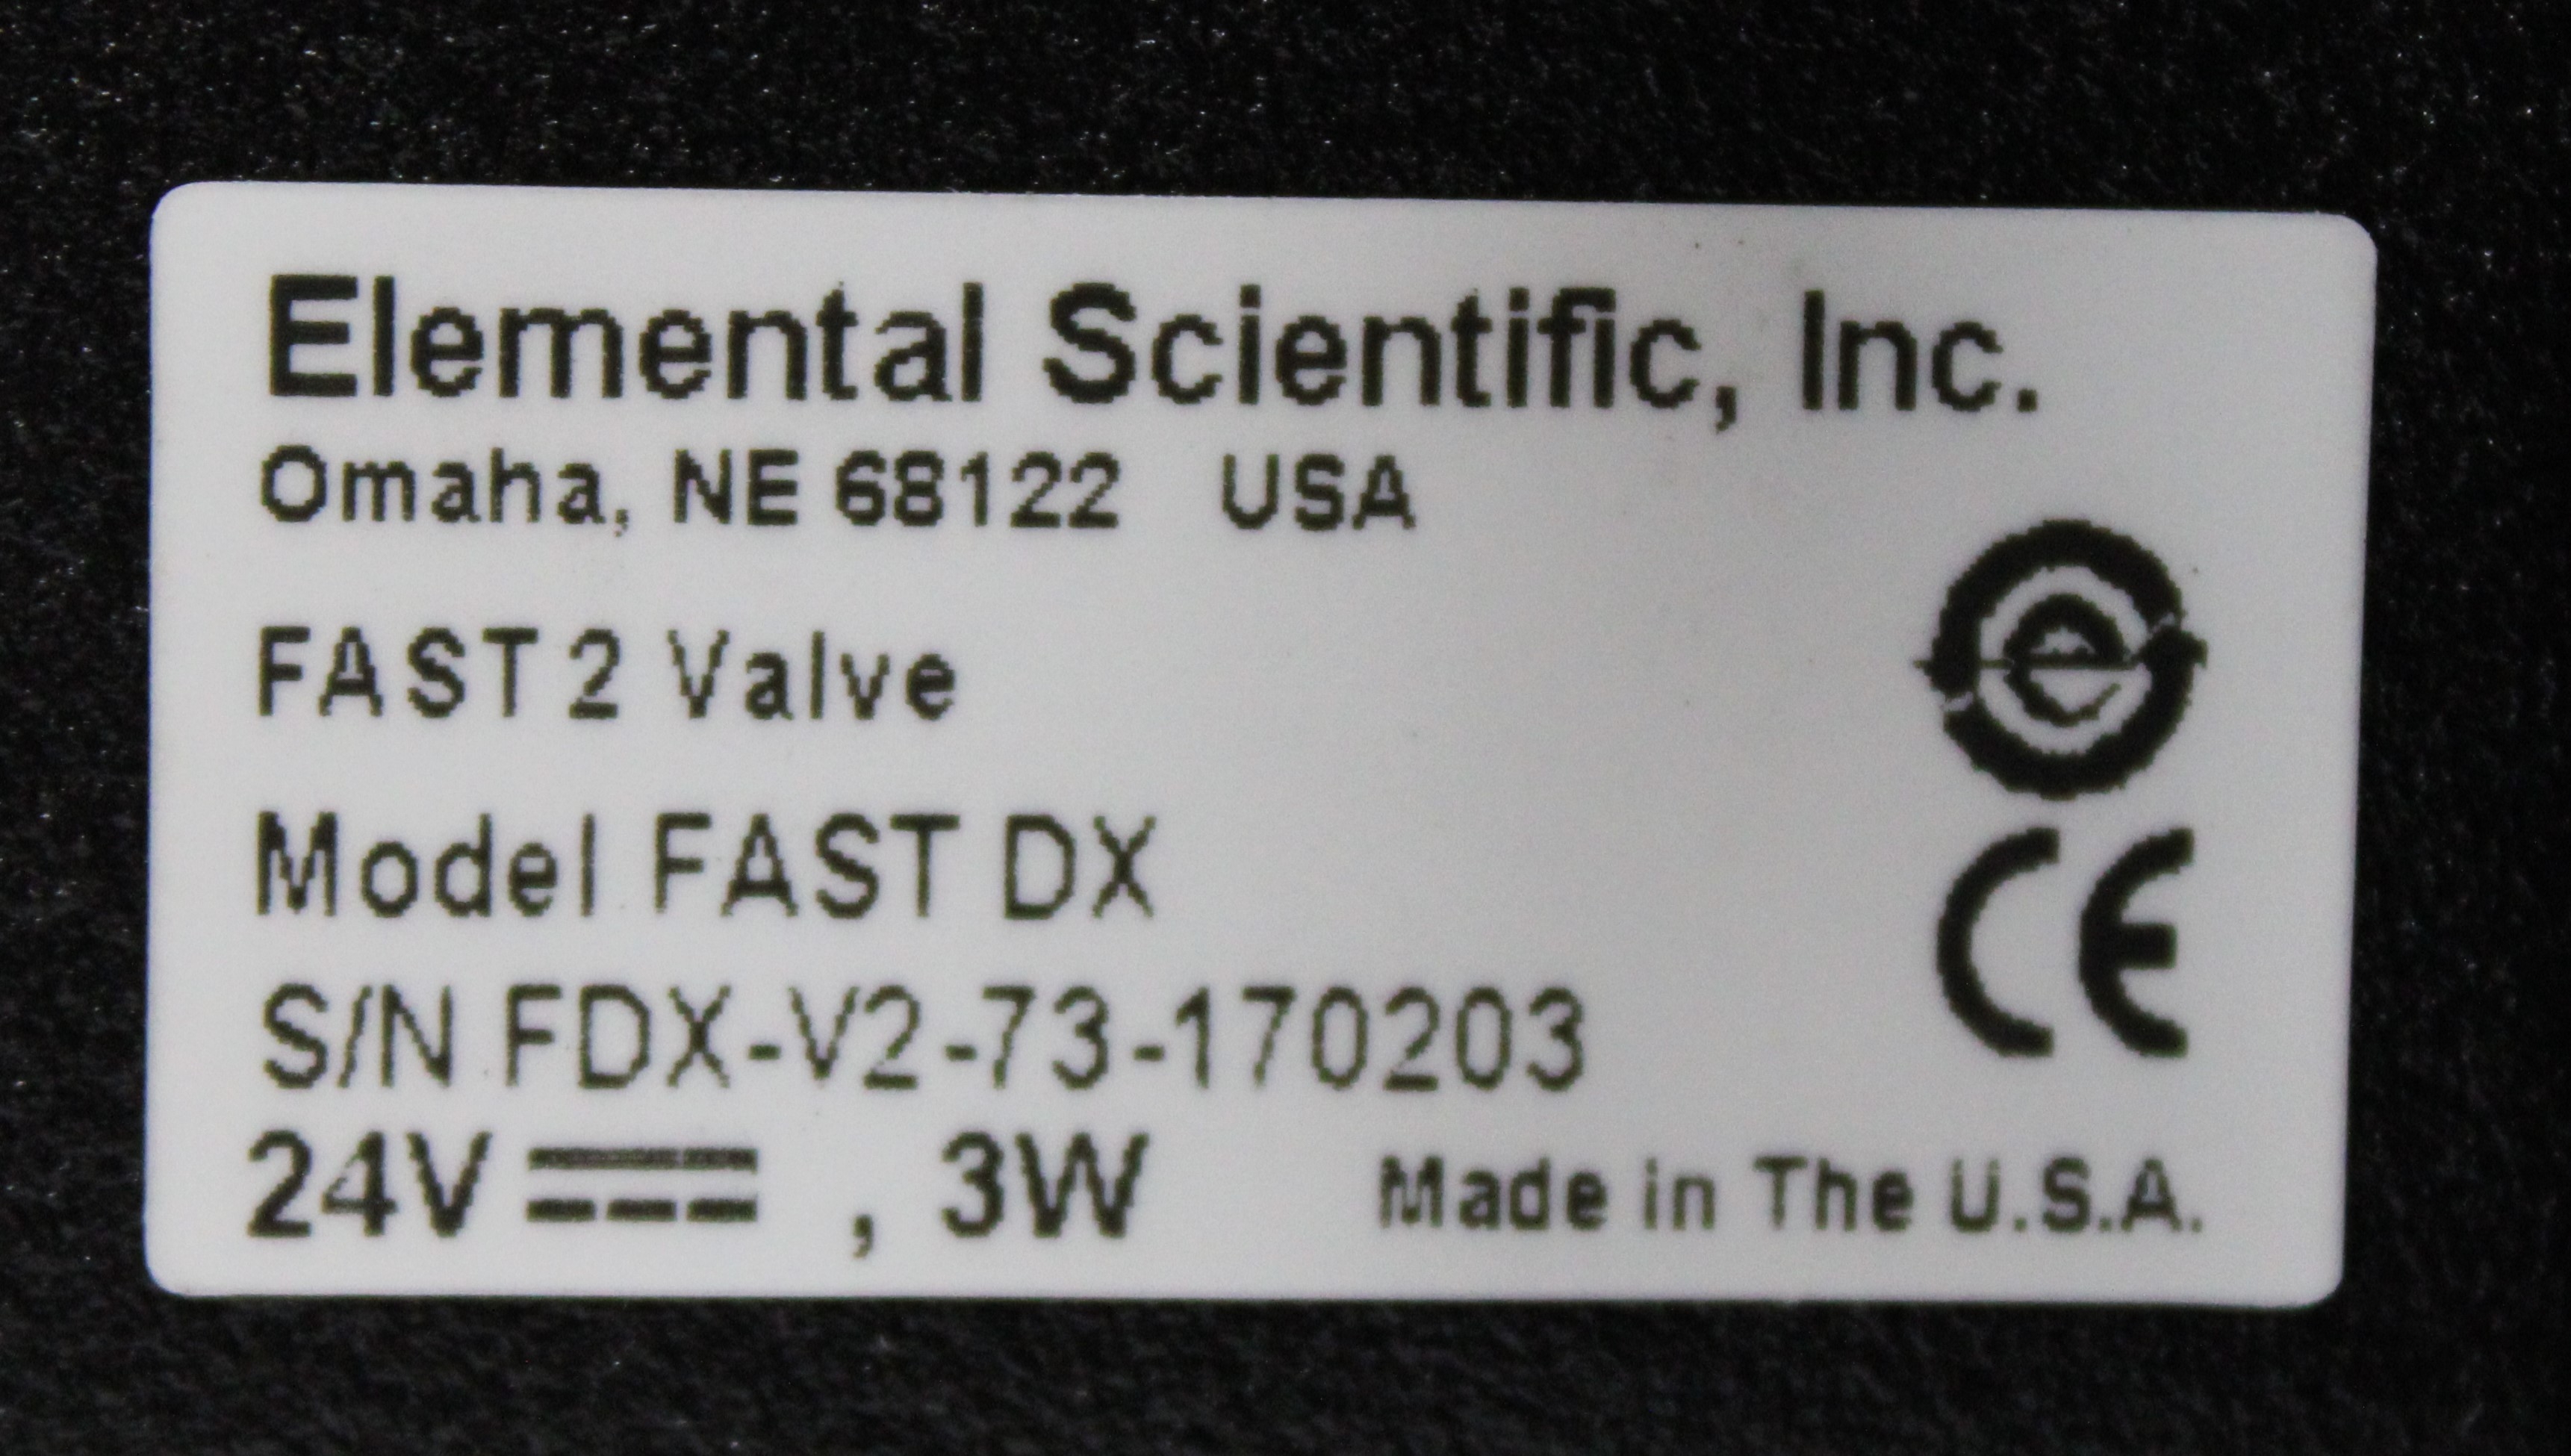 Elemental Scientific, Inc.
Omaha, NE 68122 USA
FAST 2 Valve
Model FAST DX
S/N FDX-V2-73-170203
24V ⎓ , 3W
Made in The U.S.A.
e
CE